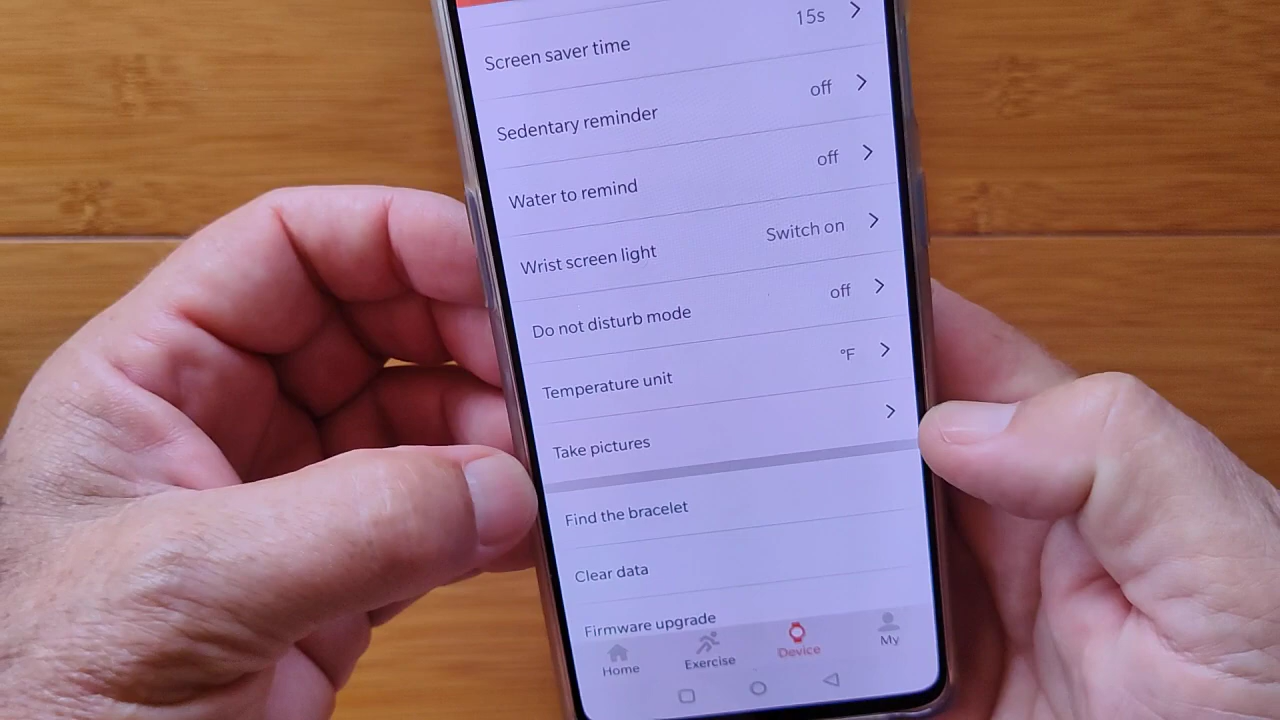 Screen saver time 15s
Sedentary reminder off
Water to remind off
Wrist screen light Switch on
Do not disturb mode off
Temperature unit °F
Take pictures
Find the bracelet
Clear data
Firmware upgrade
Home Exercise Device My